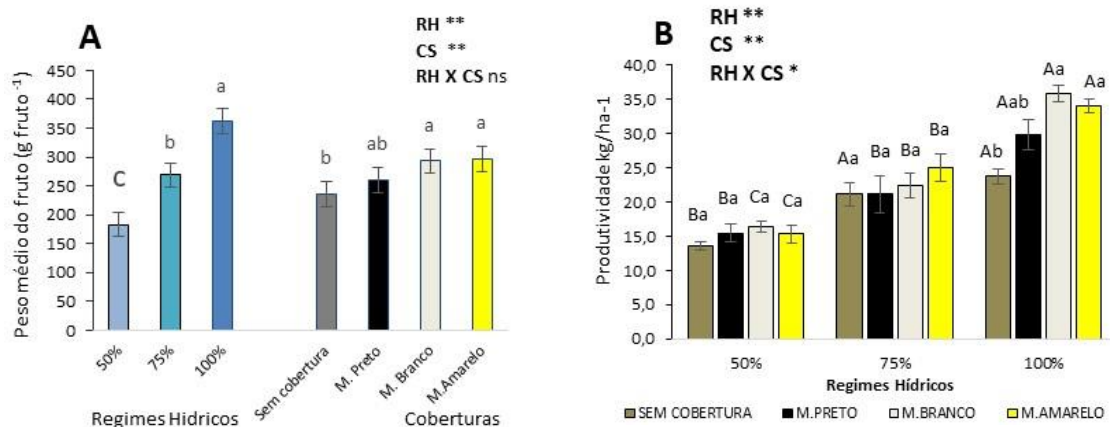 A
RH **
CS **
RH X CS ns
Peso médio do fruto (g fruto -1)
450
400
350
300
250
200
150
100
50
0
C
b
a
b
ab
a
a
50%
75%
100%
Sem cobertura
M. Preto
M. Branco
M.Amarelo
Regimes Hídricos
Coberturas
B
RH **
CS **
RH X CS *
Produtividade kg/ha-1
40,0
35,0
30,0
25,0
20,0
15,0
10,0
5,0
0,0
Ba
Ba
Ca
Ca
Aa
Ba
Ba
Ba
Ab
Aab
Aa
Aa
50%
75%
100%
Regimes Hídricos
SEM COBERTURA
M.PRETO
M.BRANCO
M.AMARELO